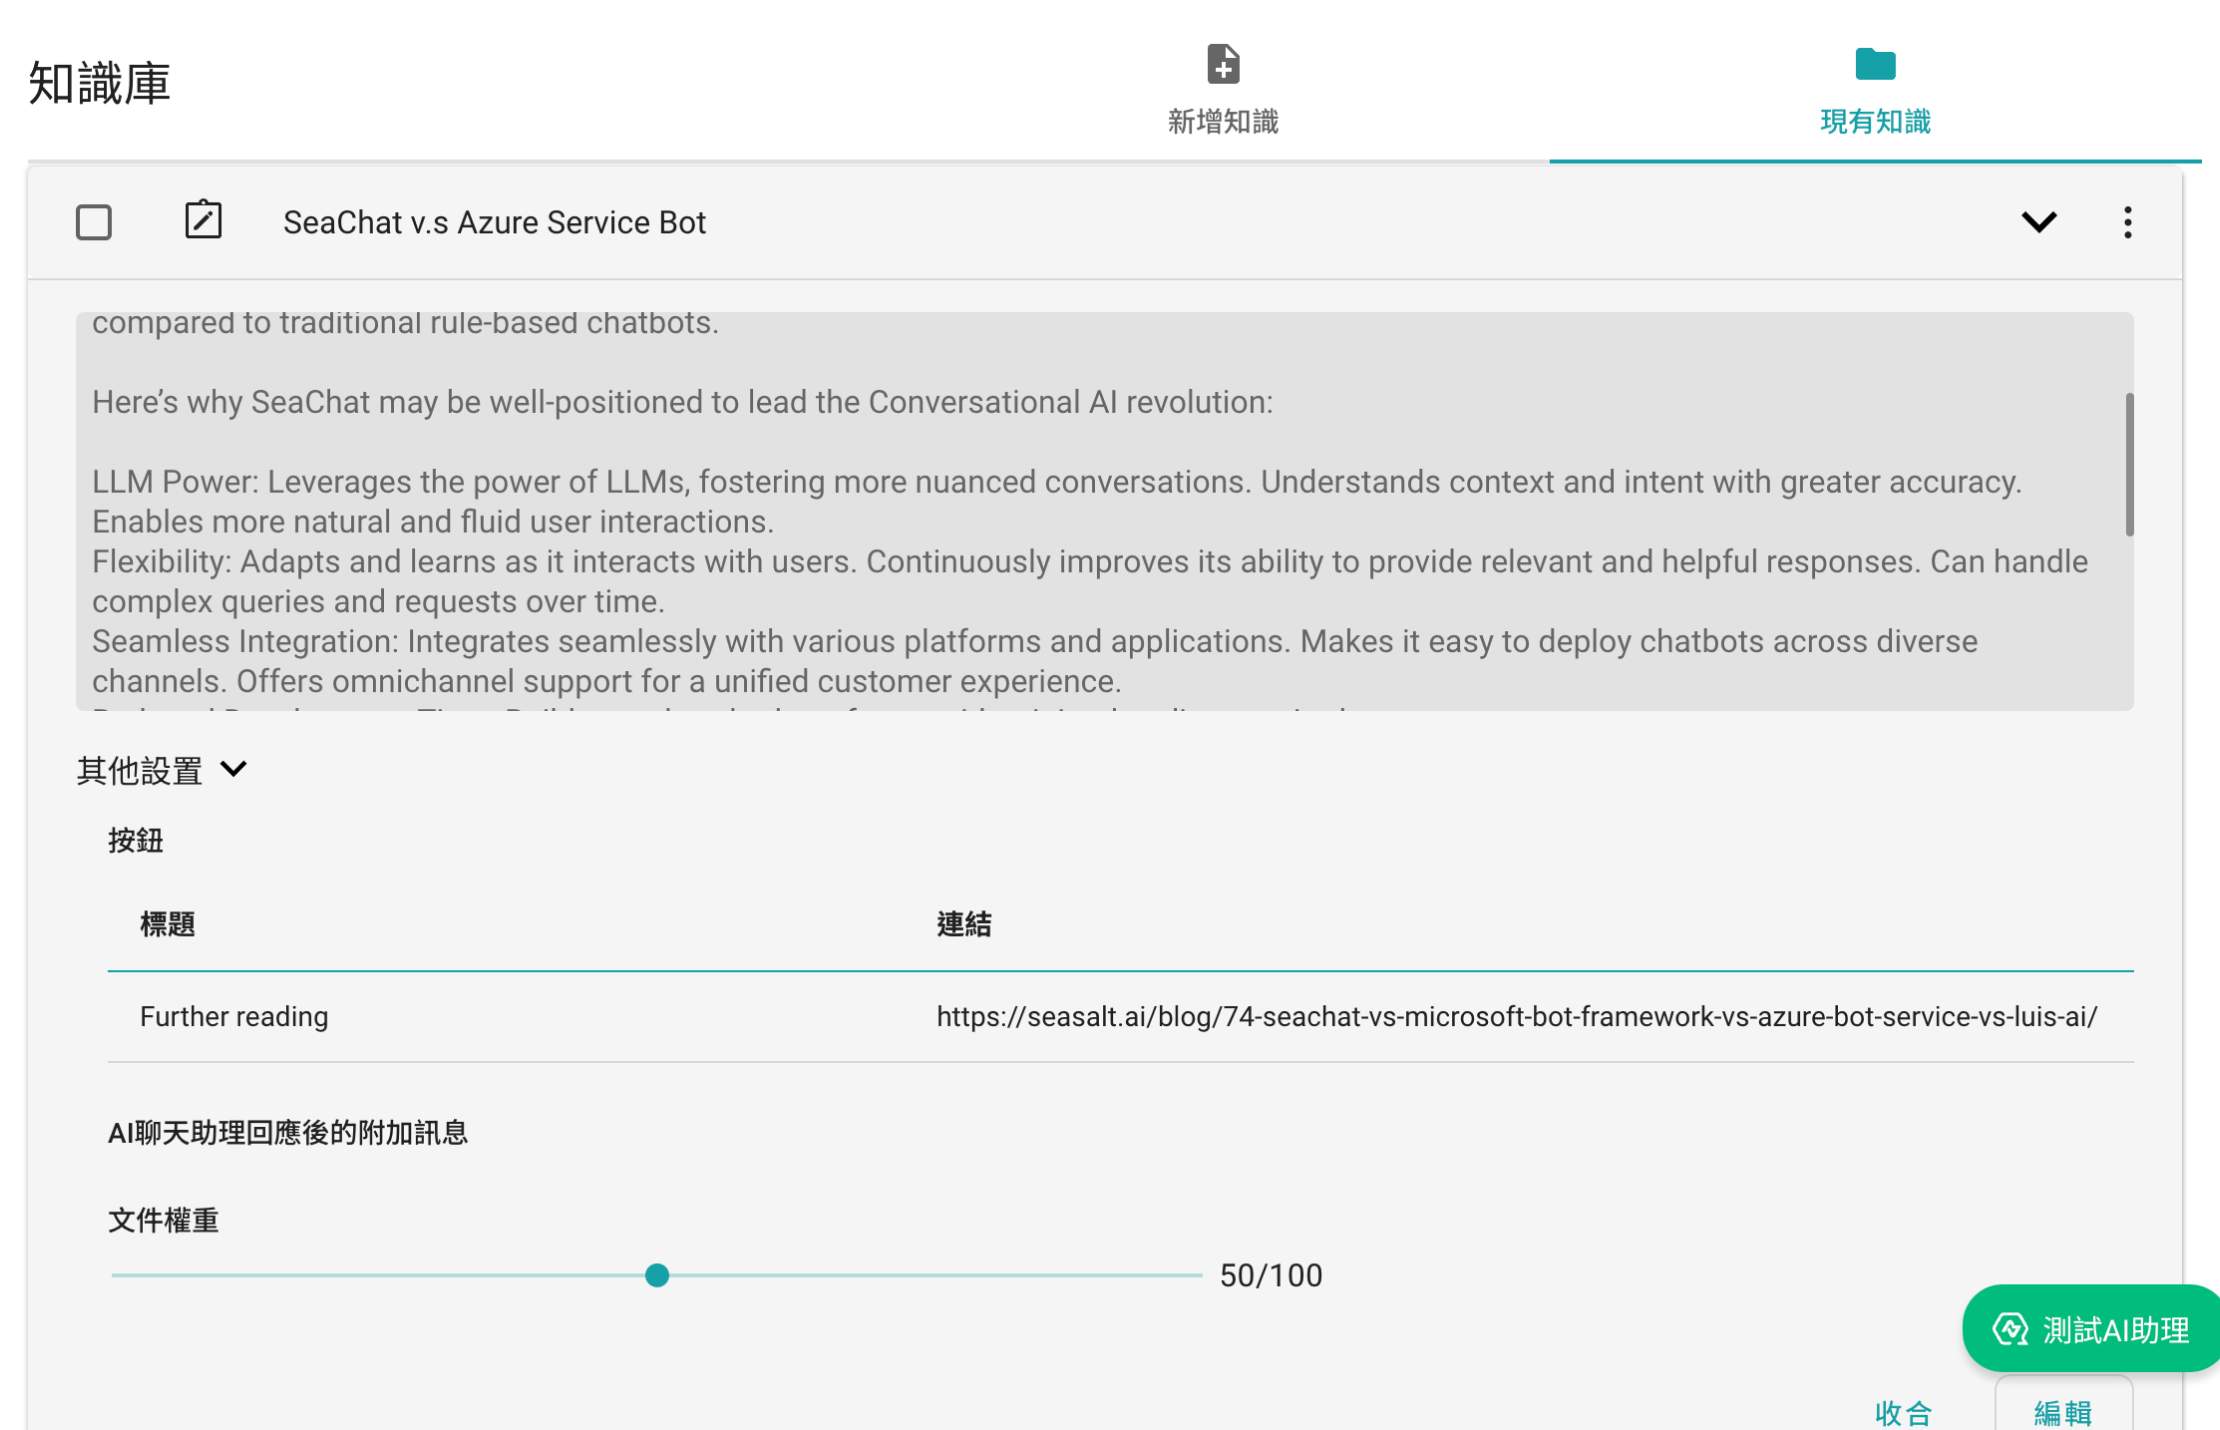 知識庫
新增知識
現有知識
SeaChat v.s Azure Service Bot
compared to traditional rule-based chatbots.
Here’s why SeaChat may be well-positioned to lead the Conversational AI revolution:
LLM Power: Leverages the power of LLMs, fostering more nuanced conversations. Understands context and intent with greater accuracy.
Enables more natural and fluid user interactions.
Flexibility: Adapts and learns as it interacts with users. Continuously improves its ability to provide relevant and helpful responses. Can handle
complex queries and requests over time.
Seamless Integration: Integrates seamlessly with various platforms and applications. Makes it easy to deploy chatbots across diverse
channels. Offers omnichannel support for a unified customer experience.
其他設置
按鈕
標題
連結
Further reading
https://seasalt.ai/blog/74-seachat-vs-microsoft-bot-framework-vs-azure-bot-service-vs-luis-ai/
AI聊天助理回應後的附加訊息
文件權重
50/100
測試AI助理
收合
編輯